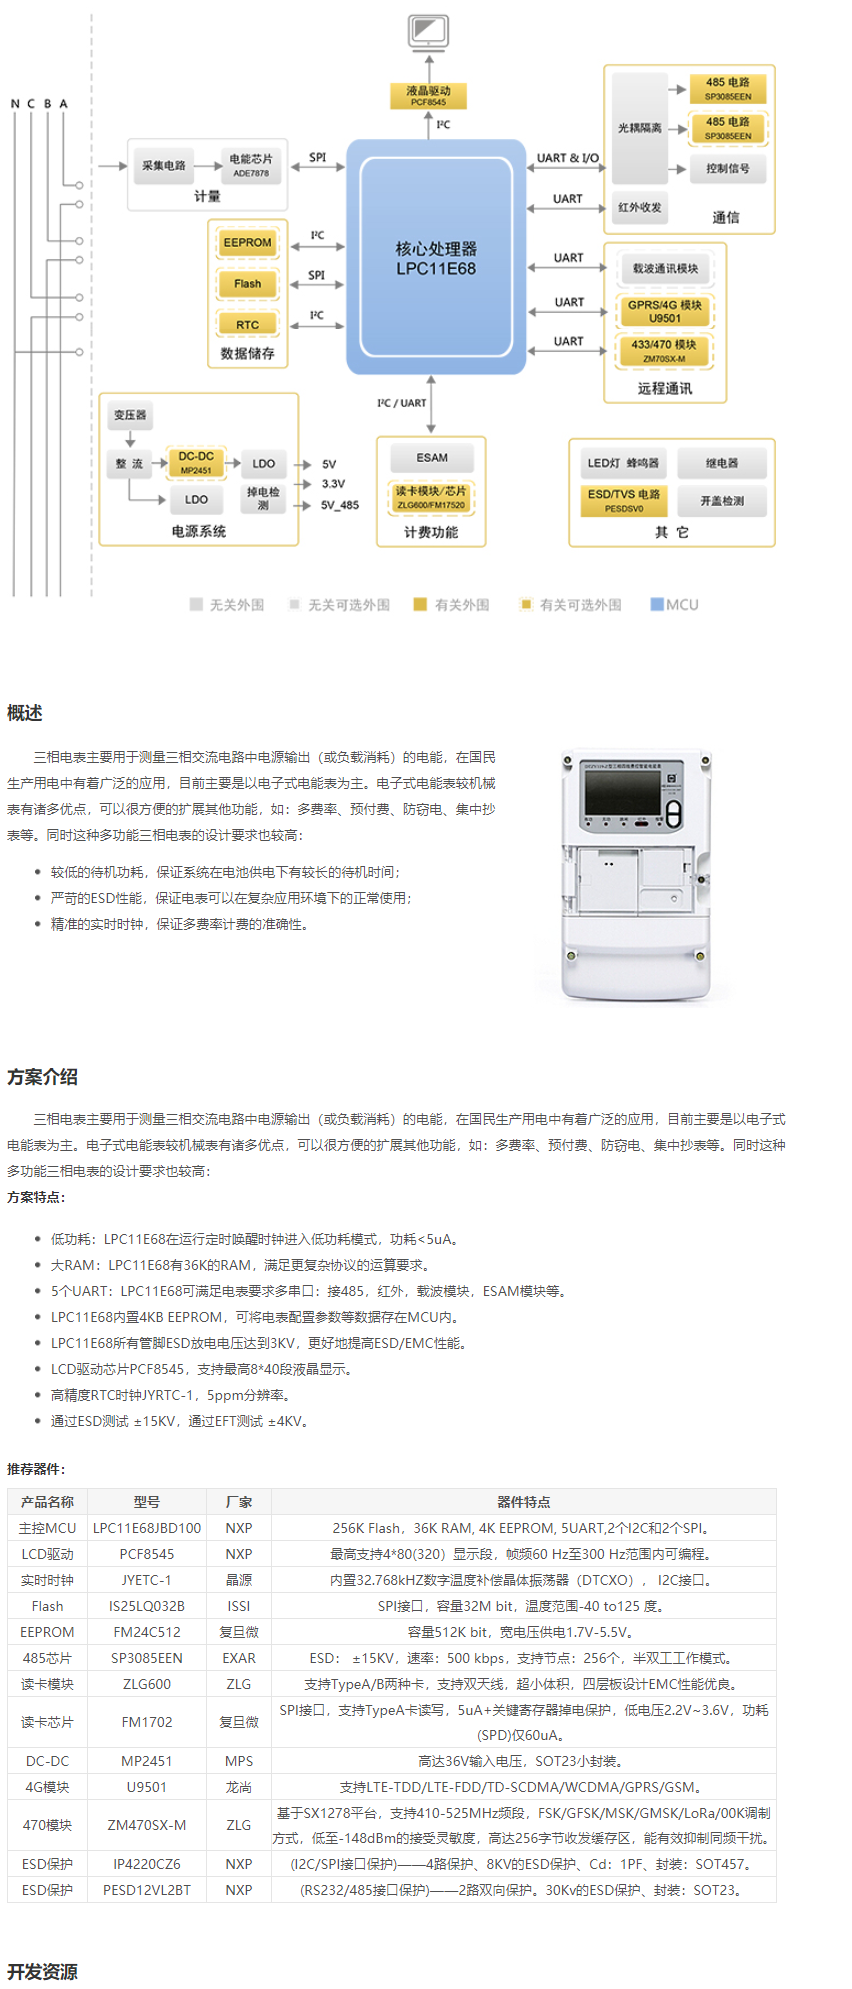 N C B A
液晶驱动
PCF8545
I²C
采集电路
电能芯片
ADE7878
计量
SPI
EEPROM
Flash
RTC
数据储存
I²C
SPI
I²C
核心处理器
LPC11E68
UART & I/O
UART
光耦隔离
485 电路
SP3085EEN
485 电路
SP3085EEN
控制信号
红外收发
通信
UART
UART
UART
载波通讯模块
GPRS/4G 模块
U9501
433/470 模块
ZM70SX-M
远程通讯
变压器
整 流
DC-DC
MP2451
LDO
LDO
掉电检
测
5V
3.3V
5V_485
电源系统
I²C / UART
ESAM
读卡模块/芯片
ZLG600/FM17520
计费功能
LED灯 蜂鸣器
继电器
ESD/TVS 电路
PESDSV0
开盖检测
其 它
无关外围 无关可选外围 有关外围 有关可选外围 MCU
概述
三相电表主要用于测量三相交流电路中电源输出（或负载消耗）的电能，在国民
生产用电中有着广泛的应用，目前主要是以电子式电能表为主。电子式电能表较机械
表有诸多优点，可以很方便的扩展其他功能，如：多费率、预付费、防窃电、集中抄
表等。同时这种多功能三相电表的设计要求也较高：
较低的待机功耗，保证系统在电池供电下有较长的待机时间；
严苛的ESD性能，保证电表可以在复杂应用环境下的正常使用；
精准的实时时钟，保证多费率计费的准确性。
方案介绍
三相电表主要用于测量三相交流电路中电源输出（或负载消耗）的电能，在国民生产用电中有着广泛的应用，目前主要是以电子式
电能表为主。电子式电能表较机械表有诸多优点，可以很方便的扩展其他功能，如：多费率、预付费、防窃电、集中抄表等。同时这种
多功能三相电表的设计要求也较高：
方案特点：
低功耗：LPC11E68在运行定时唤醒时钟进入低功耗模式，功耗<5uA。
大RAM：LPC11E68有36K的RAM，满足更复杂协议的运算要求。
5个UART：LPC11E68可满足电表要求多串口：接485，红外，载波模块，ESAM模块等。
LPC11E68内置4KB EEPROM，可将电表配置参数等数据存在MCU内。
LPC11E68所有管脚ESD放电电压达到3KV，更好地提高ESD/EMC性能。
LCD驱动芯片PCF8545，支持最高8*40段液晶显示。
高精度RTC时钟JYRTC-1，5ppm分辨率。
通过ESD测试 ±15KV，通过EFT测试 ±4KV。
推荐器件：
产品名称 型号 厂家 器件特点
主控MCU LPC11E68JBD100 NXP 256K Flash，36K RAM, 4K EEPROM, 5UART,2个I2C和2个SPI。
LCD驱动 PCF8545 NXP 最高支持4*80(320）显示段，帧频60 Hz至300 Hz范围内可编程。
实时时钟 JYETC-1 晶源 内置32.768kHZ数字温度补偿晶体振荡器（DTCXO），I2C接口。
Flash IS25LQ032B ISSI SPI接口，容量32M bit，温度范围-40 to125 度。
EEPROM FM24C512 复旦微 容量512K bit，宽电压供电1.7V-5.5V。
485芯片 SP3085EEN EXAR ESD： ±15KV，速率：500 kbps，支持节点：256个，半双工工作模式。
读卡模块 ZLG600 ZLG 支持TypeA/B两种卡，支持双天线，超小体积，四层板设计EMC性能优良。
读卡芯片 FM1702 复旦微 SPI接口，支持TypeA卡读写，5uA+关键寄存器掉电保护，低电压2.2V~3.6V，功耗
(SPD)仅60uA。
DC-DC MP2451 MPS 高达36V输入电压，SOT23小封装。
4G模块 U9501 龙尚 支持LTE-TDD/LTE-FDD/TD-SCDMA/WCDMA/GPRS/GSM。
470模块 ZM470SX-M ZLG 基于SX1278平台，支持410-525MHz频段，FSK/GFSK/MSK/GMSK/LoRa/00K调制
方式，低至-148dBm的接受灵敏度，高达256字节收发缓存区，能有效抑制同频干扰。
ESD保护 IP4220CZ6 NXP (I2C/SPI接口保护)——4路保护、8KV的ESD保护、Cd：1PF、封装：SOT457。
ESD保护 PESD12VL2BT NXP (RS232/485接口保护)——2路双向保护。30Kv的ESD保护、封装：SOT23。
开发资源